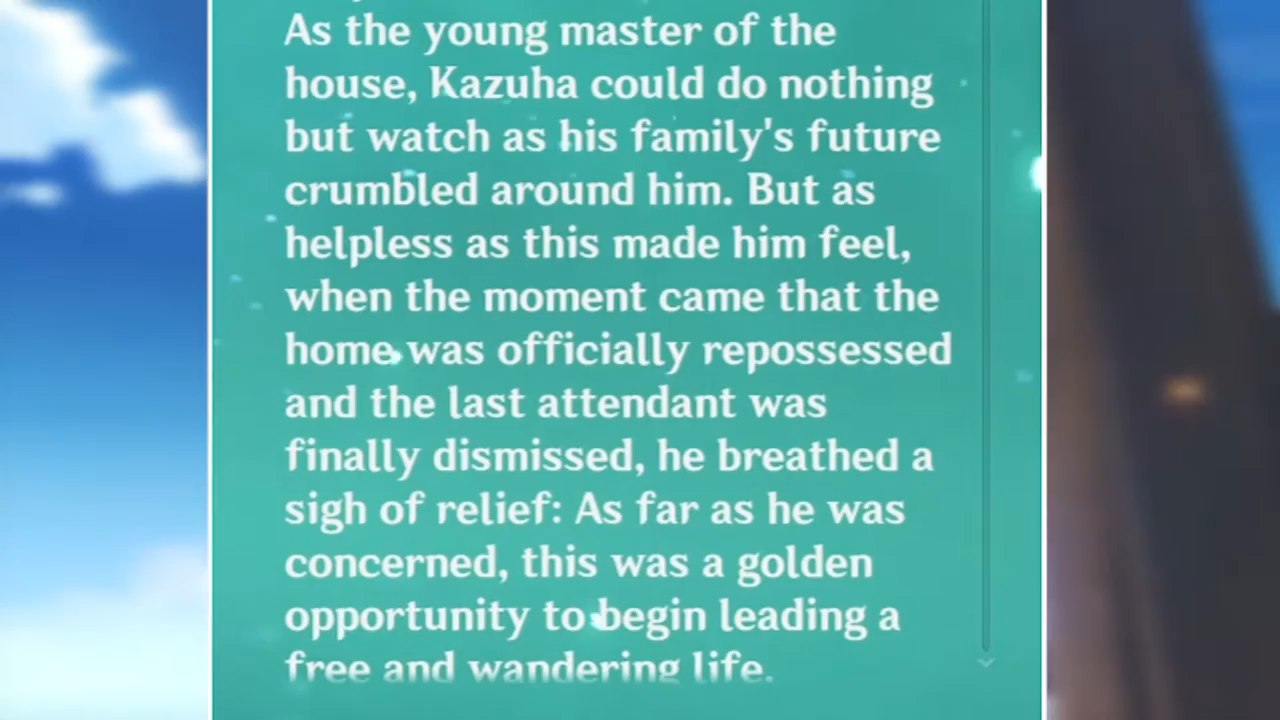 As the young master of the
house, Kazuha could do nothing
but watch as his family's future
crumbled around him. But as
helpless as this made him feel,
when the moment came that the
home was officially repossessed
and the last attendant was
finally dismissed, he breathed a
sigh of relief: As far as he was
concerned, this was a golden
opportunity to begin leading a
free and wandering life.